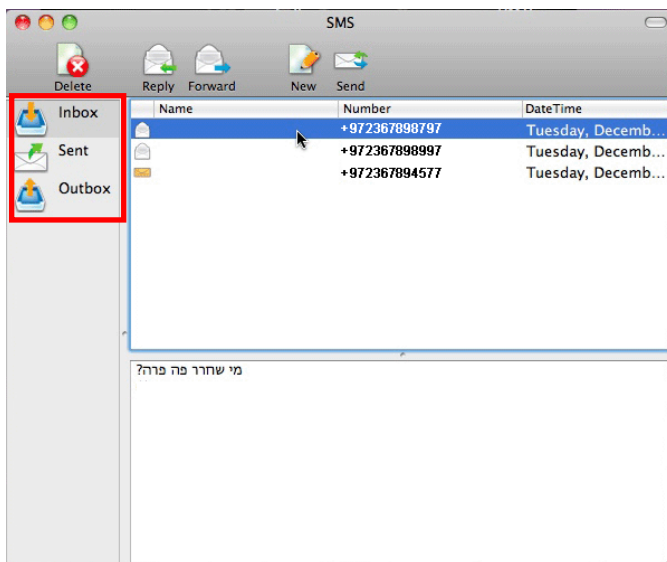 SMS
Delete
Reply Forward New Send
Inbox
Sent
Outbox
Name Number DateTime
+972367898797 Tuesday, Decemb...
+972367898997 Tuesday, Decemb...
+972367894577 Tuesday, Decemb...
מי שחרר פה פרה?